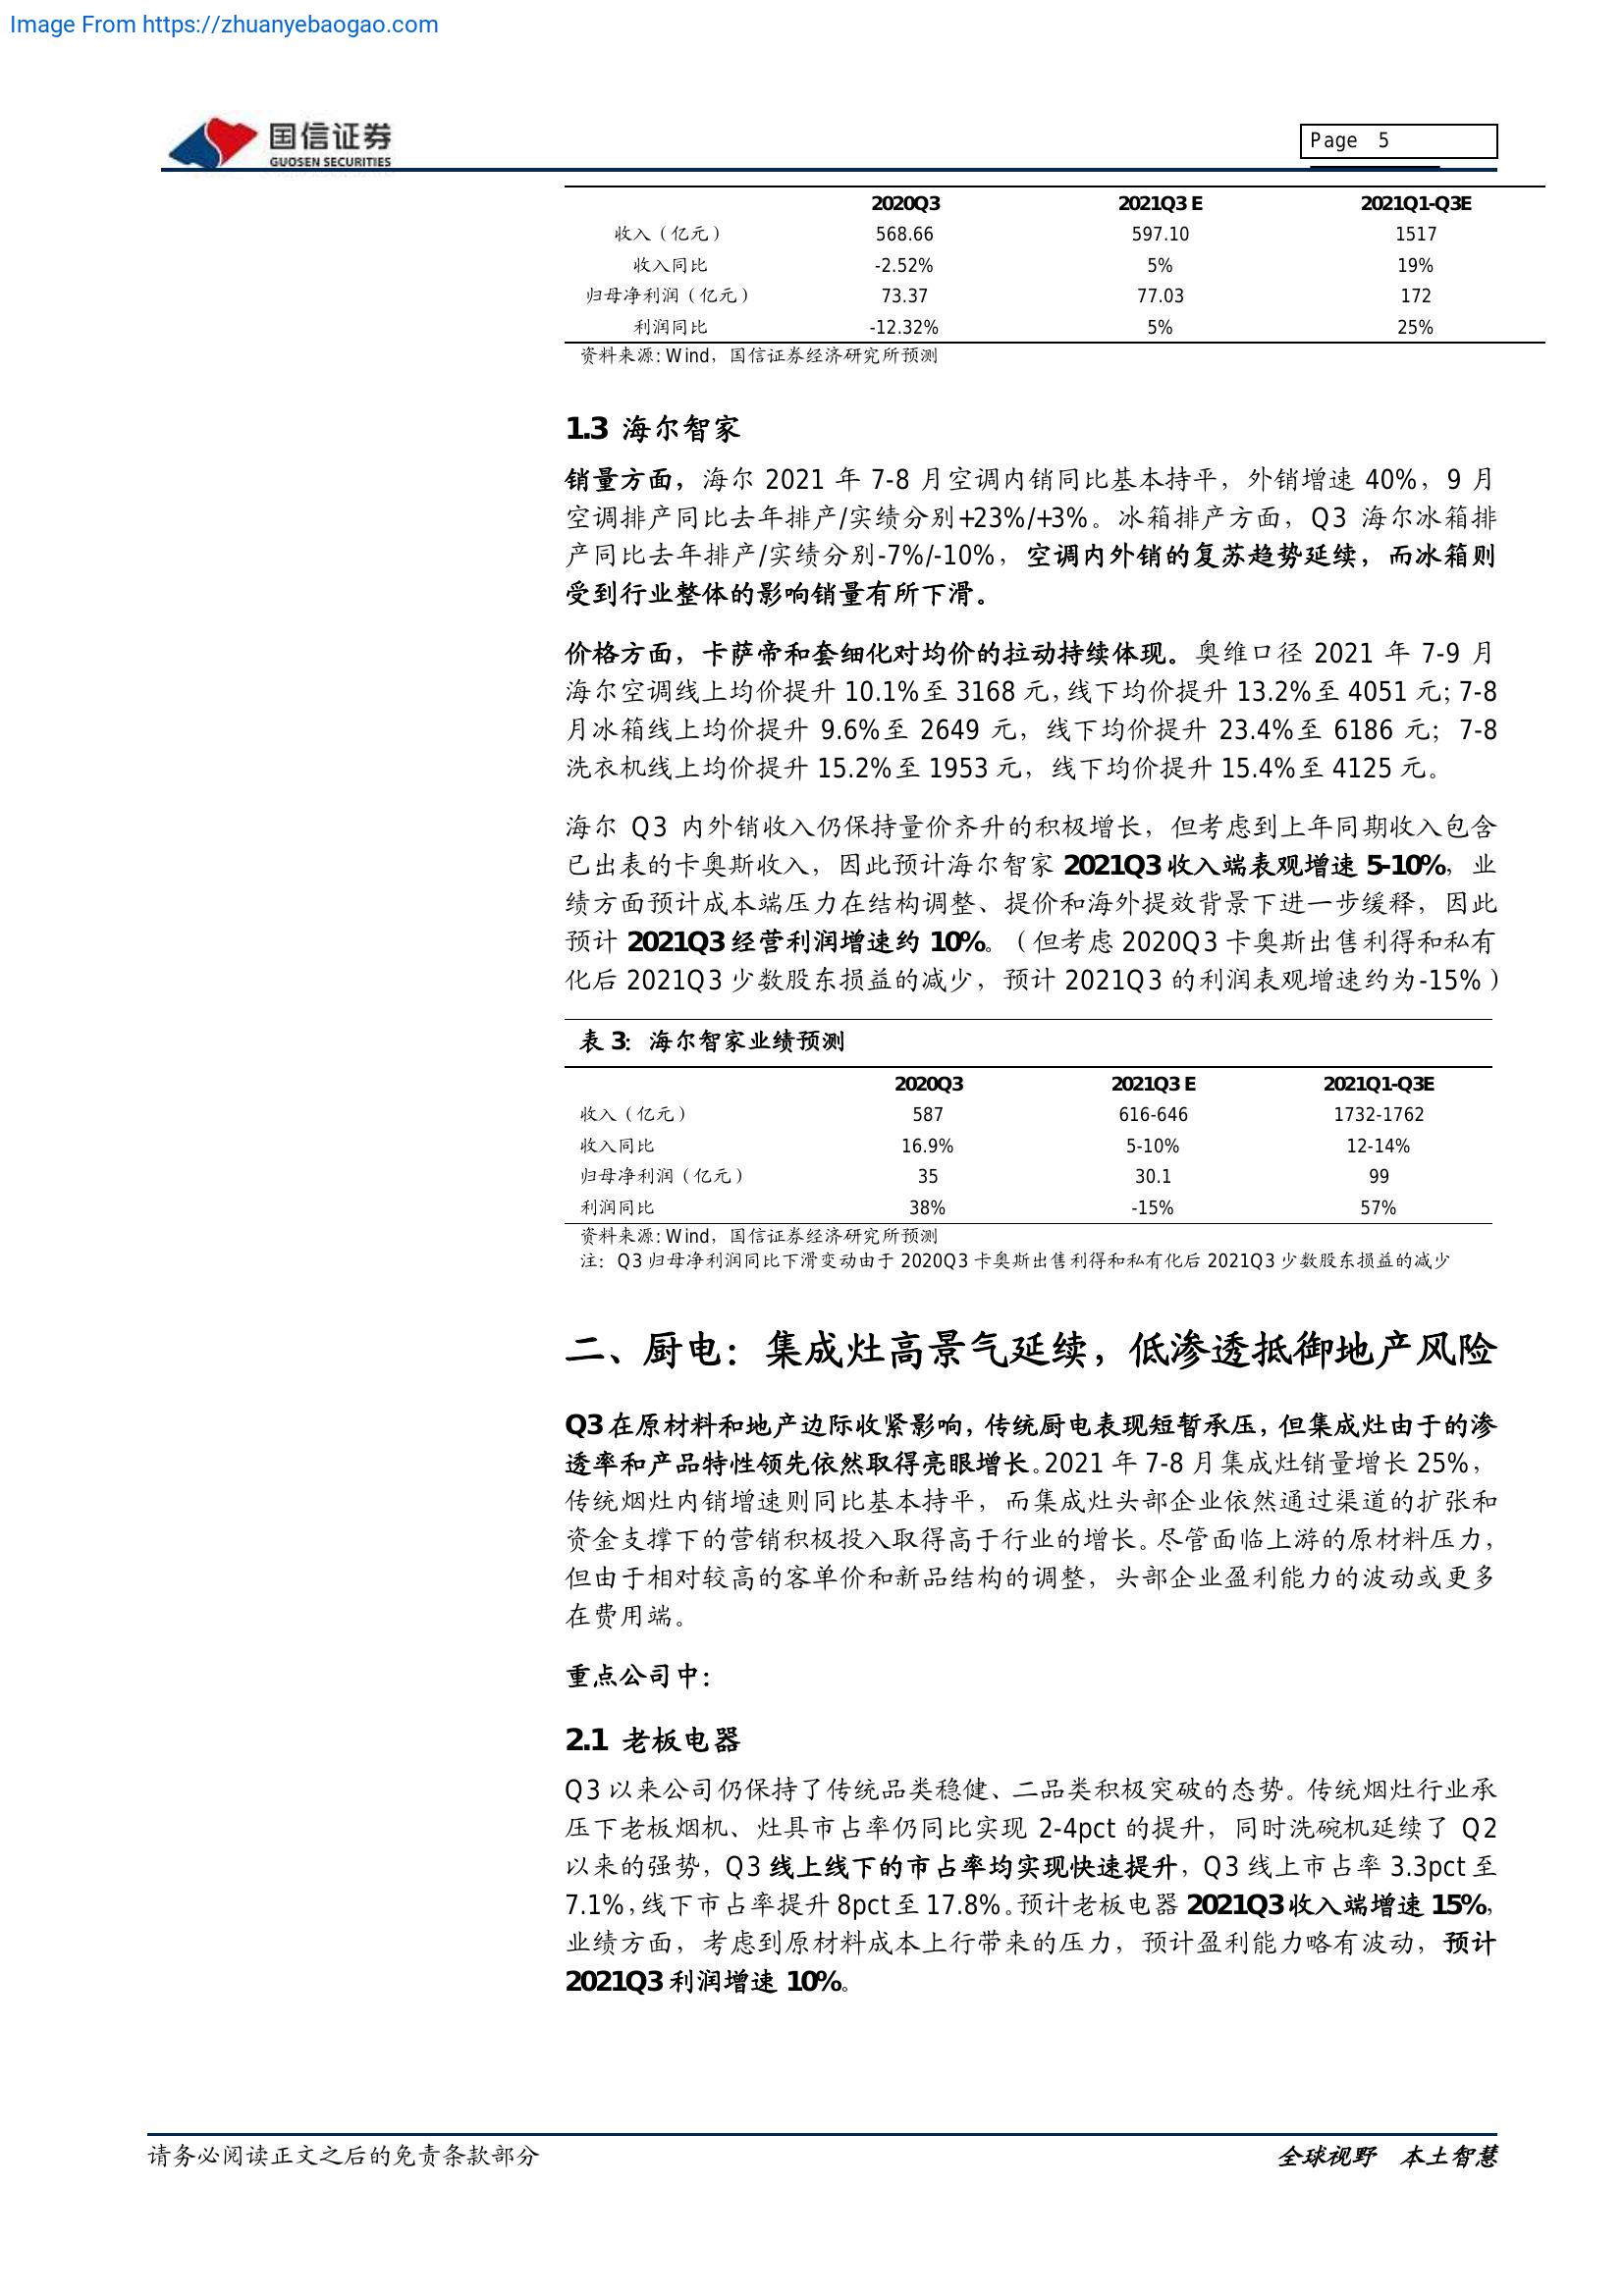 Image From https://zhuanyebaogao.com
国信证券
GUOSEN SECURITIES
Page 5
2020Q3 2021Q3 E 2021Q1-Q3E
收入（亿元） 568.66 597.10 1517
收入同比 -2.52% 5% 19%
归母净利润（亿元） 73.37 77.03 172
利润同比 -12.32% 5% 25%
资料来源: Wind，国信证券经济研究所预测
1.3 海尔智家
销量方面，海尔 2021 年 7-8 月空调内销同比基本持平，外销增速 40%，9 月
空调排产同比去年排产/实绩分别+23%/+3%。冰箱排产方面，Q3 海尔冰箱排
产同比去年排产/实绩分别-7%/-10%，空调内外销的复苏趋势延续，而冰箱则
受到行业整体的影响销量有所下滑。
价格方面，卡萨帝和套细化对均价的拉动持续体现。奥维口径 2021 年 7-9 月
海尔空调线上均价提升 10.1%至 3168 元，线下均价提升 13.2%至 4051 元；7-8
月冰箱线上均价提升 9.6%至 2649 元，线下均价提升 23.4%至 6186 元；7-8
洗衣机线上均价提升 15.2%至 1953 元，线下均价提升 15.4%至 4125 元。
海尔 Q3 内外销收入仍保持量价齐升的积极增长，但考虑到上年同期收入包含
已出表的卡奥斯收入，因此预计海尔智家 2021Q3 收入端表观增速 5-10%，业
绩方面预计成本端压力在结构调整、提价和海外提效背景下进一步缓释，因此
预计 2021Q3 经营利润增速约 10%。（但考虑 2020Q3 卡奥斯出售利得和私有
化后 2021Q3 少数股东损益的减少，预计 2021Q3 的利润表观增速约为-15%）
表 3：海尔智家业绩预测
2020Q3 2021Q3 E 2021Q1-Q3E
收入（亿元） 587 616-646 1732-1762
收入同比 16.9% 5-10% 12-14%
归母净利润（亿元） 35 30.1 99
利润同比 38% -15% 57%
资料来源: Wind，国信证券经济研究所预测
注：Q3 归母净利润同比下滑变动由于 2020Q3 卡奥斯出售利得和私有化后 2021Q3 少数股东损益的减少
二、厨电：集成灶高景气延续，低渗透抵御地产风险
Q3 在原材料和地产边际收紧影响，传统厨电表现短暂承压，但集成灶由于的渗
透率和产品特性领先依然取得亮眼增长。2021 年 7-8 月集成灶销量增长 25%，
传统烟灶内销增速则同比基本持平，而集成灶头部企业依然通过渠道的扩张和
资金支撑下的营销积极投入取得高于行业的增长。尽管面临上游的原材料压力，
但由于相对较高的客单价和新品结构的调整，头部企业盈利能力的波动或更多
在费用端。
重点公司中：
2.1 老板电器
Q3 以来公司仍保持了传统品类稳健、二品类积极突破的态势。传统烟灶行业承
压下老板烟机、灶具市占率仍同比实现 2-4pct 的提升，同时洗碗机延续了 Q2
以来的强势，Q3 线上线下的市占率均实现快速提升，Q3 线上市占率 3.3pct 至
7.1%，线下市占率提升 8pct 至 17.8%。预计老板电器 2021Q3 收入端增速 15%，
业绩方面，考虑到原材料成本上行带来的压力，预计盈利能力略有波动，预计
2021Q3 利润增速 10%。
请务必阅读正文之后的免责条款部分
全球视野 本土智慧